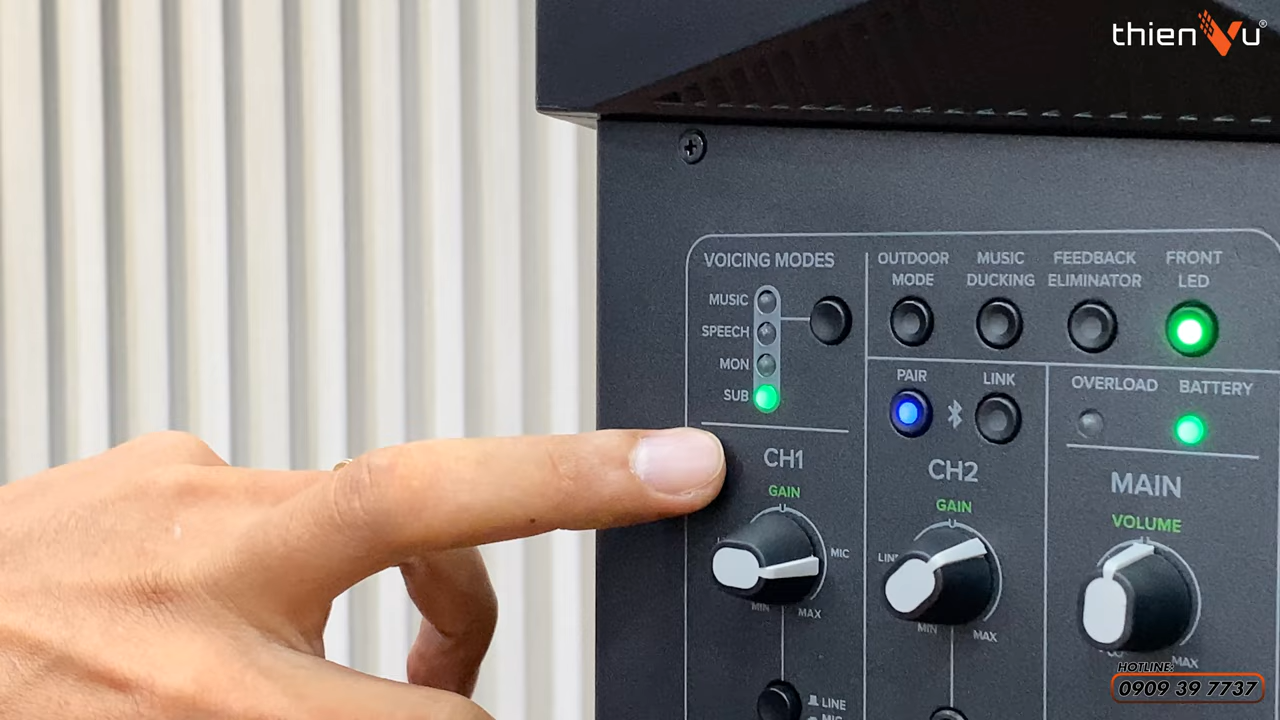 thienVu®
VOICING MODES
MUSIC
SPEECH
MON
SUB
OUTDOOR
MODE
MUSIC
DUCKING
FEEDBACK
ELIMINATOR
FRONT
LED
PAIR
LINK
OVERLOAD
BATTERY
CH1
GAIN
MIC
MIN
MAX
LINE
MIC
CH2
GAIN
LINE
MIN
MAX
MAIN
VOLUME
MAX
HOTLINE:
0909 39 7737